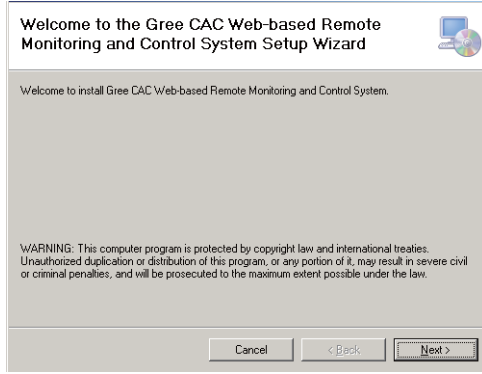 Welcome to the Gree CAC Web-based Remote
Monitoring and Control System Setup Wizard
Welcome to install Gree CAC Web-based Remote Monitoring and Control System.
WARNING: This computer program is protected by copyright law and international treaties.
Unauthorized duplication or distribution of this program, or any portion of it, may result in severe civil
or criminal penalties, and will be prosecuted to the maximum extent possible under the law.
Cancel
< Back
Next >